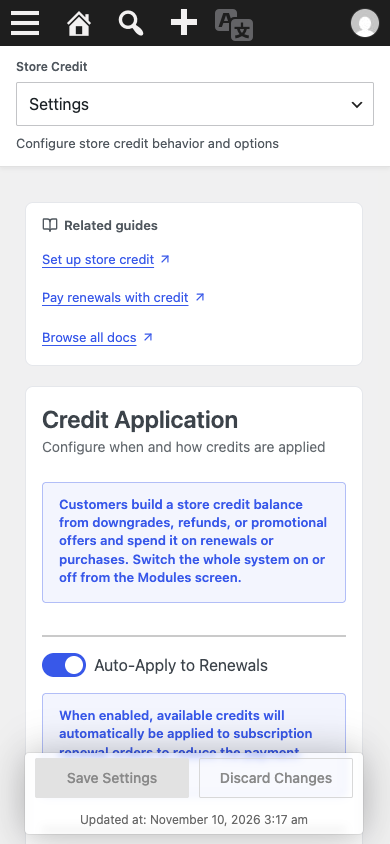 A 文
Store Credit
Settings
Configure store credit behavior and options
Related guides
Set up store credit
Pay renewals with credit
Browse all docs
Credit Application
Configure when and how credits are applied
Customers build a store credit balance
from downgrades, refunds, or promotional
offers and spend it on renewals or
purchases. Switch the whole system on or
off from the Modules screen.
Auto-Apply to Renewals
When enabled, available credits will
automatically be applied to subscription
renewal orders to reduce the payment
Save Settings
Discard Changes
Updated at: November 10, 2026 3:17 am